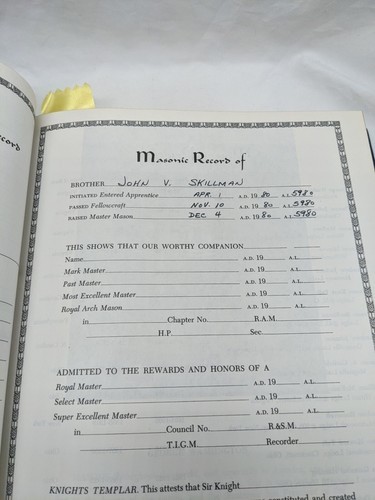 Record
Masonic Record of
BROTHER JOHN V. SKILLMAN
INITIATED Entered Apprentice APR. 1 A.D. 19 80 A.L. 5980
PASSED Fellowcraft NOV. 10 A.D. 19 80 A.L. 5980
RAISED Master Mason DEC 4 A.D. 19 80 A.L. 5980
THIS SHOWS THAT OUR WORTHY COMPANION
Name A.D. 19 A.L.
Mark Master A.D. 19 A.L.
Past Master A.D. 19 A.L.
Most Excellent Master A.D. 19 A.L.
Royal Arch Mason A.D. 19 A.L.
in Chapter No. R.A.M.
H.P. Sec.
ADMITTED TO THE REWARDS AND HONORS OF A
Royal Master A.D. 19 A.L.
Select Master A.D. 19 A.L.
Super Excellent Master A.D. 19 A.L.
in Council No. R.&S.M.
T.I.G.M. Recorder
KNIGHTS TEMPLAR. This attests that Sir Knight
constituted and created